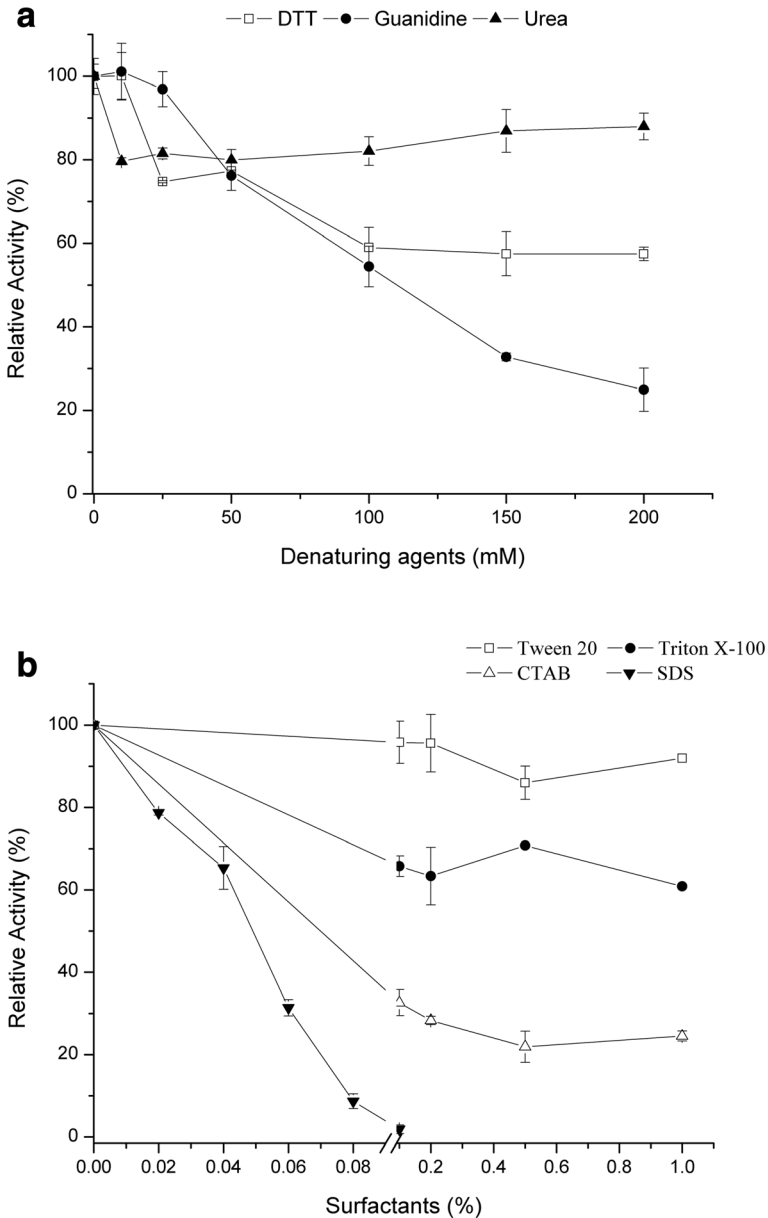 a
DTT Guanidine Urea
100
80
60
40
20
0
Relative Activity (%)
0 50 100 150 200
Denaturing agents (mM)
b
Tween 20 Triton X-100
CTAB SDS
100
80
60
40
20
0
Relative Activity (%)
0.00 0.02 0.04 0.06 0.08 0.2 0.4 0.6 0.8 1.0
Surfactants (%)